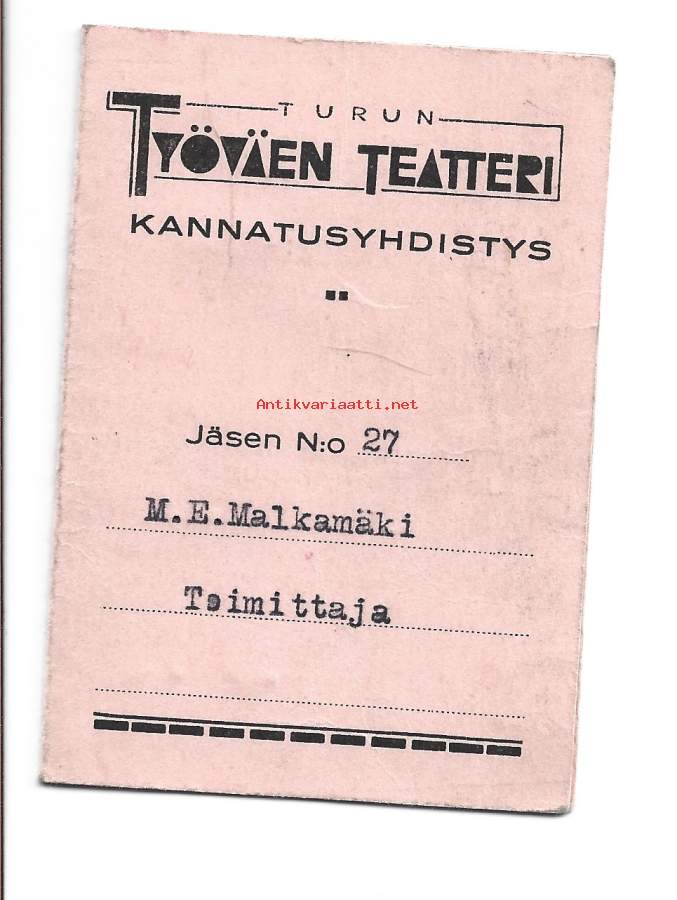 TURUN
TYÖVÄEN TEATTERI
KANNATUSYHDISTYS
Antikvariaatti.net
Jäsen N:o 27
M.E.Malkamäki
Toimittaja